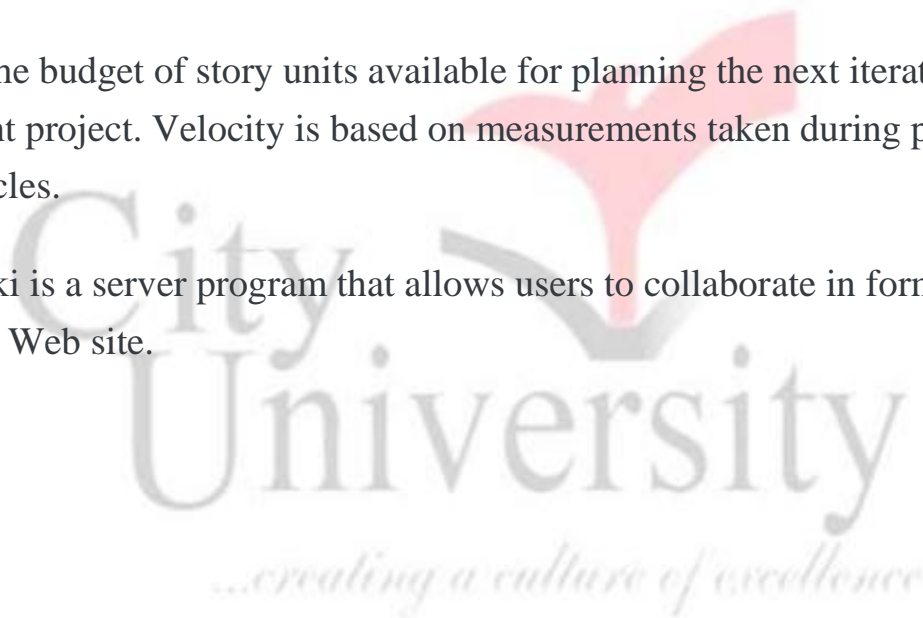 ne budget of story units available for planning the next iterat
nt project. Velocity is based on measurements taken during p
cles.
ki is a server program that allows users to collaborate in forn
Web site.
City
University
...creating a culture of excellence